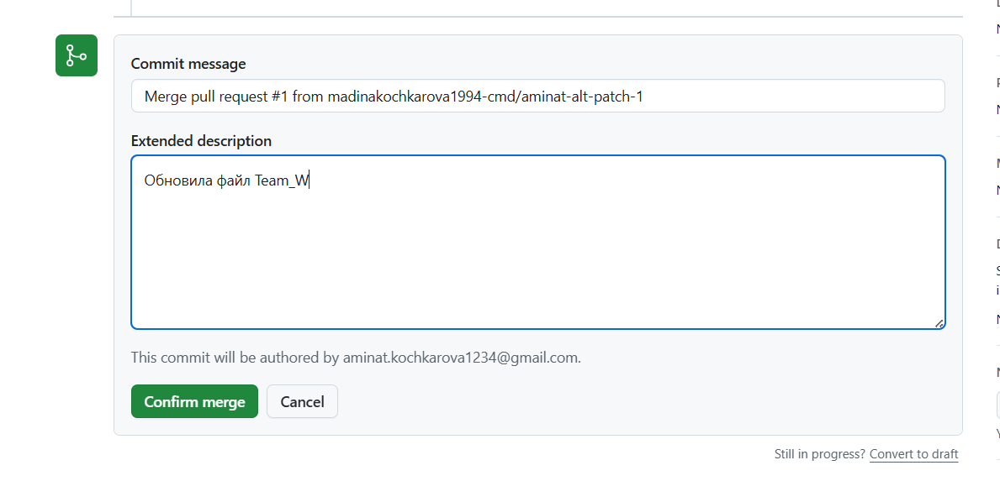 Commit message
Merge pull request #1 from madinakochkarova1994-cmd/aminat-alt-patch-1
Extended description
Обновила файл Team_W
This commit will be authored by aminat.kochkarova1234@gmail.com.
Confirm merge
Cancel
Still in progress? Convert to draft